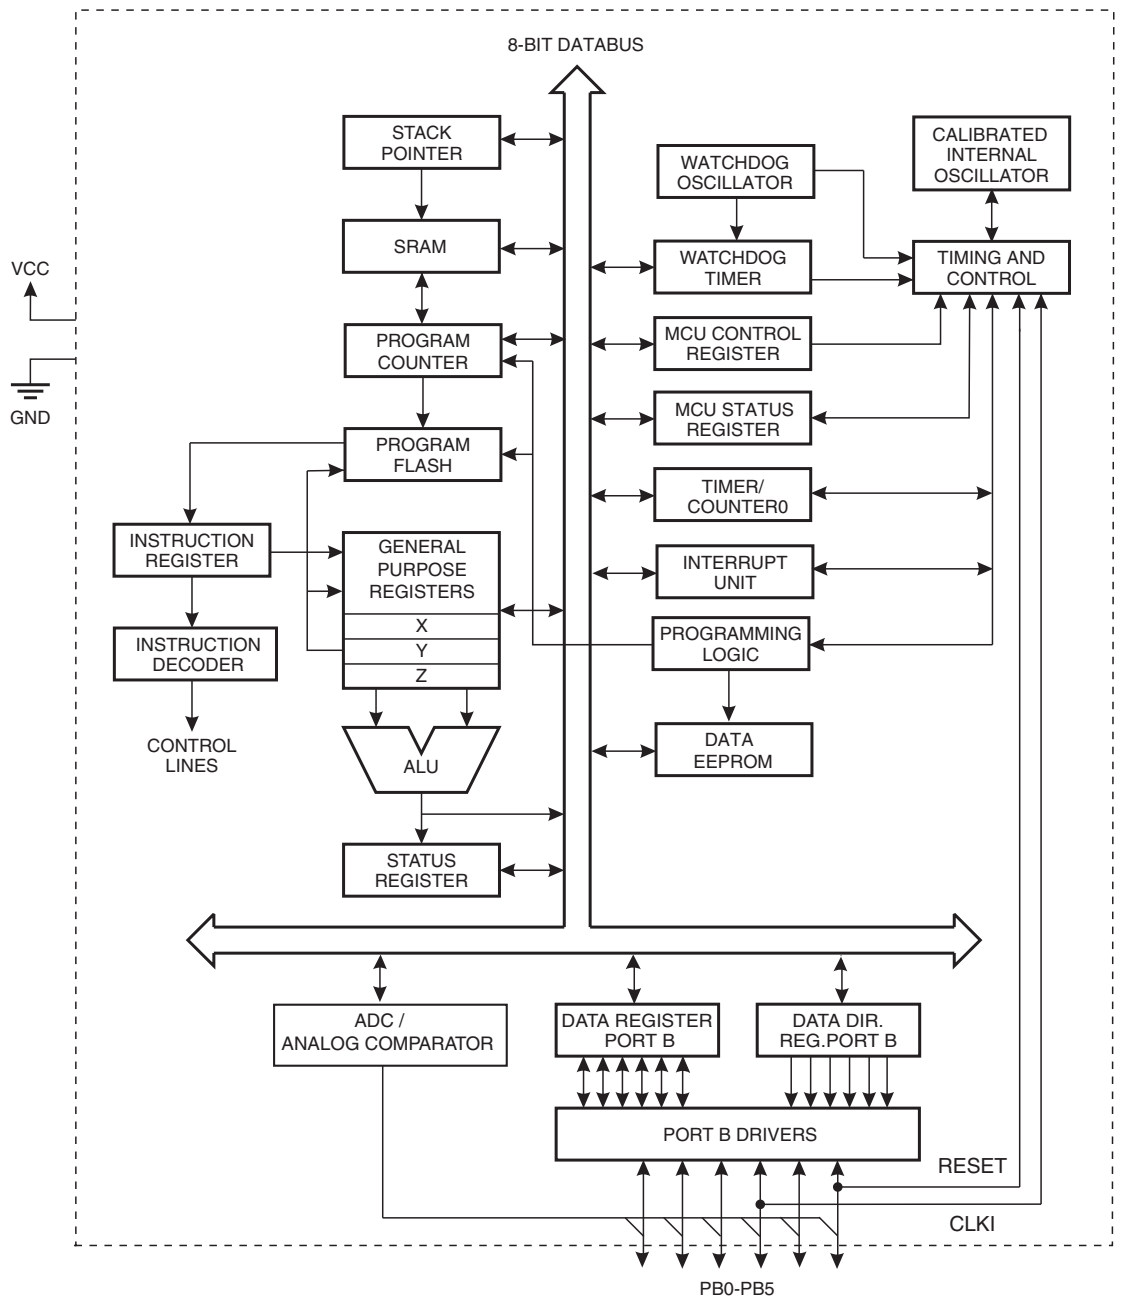 8-BIT DATABUS
STACK
POINTER
SRAM
PROGRAM
COUNTER
PROGRAM
FLASH
VCC
GND
INSTRUCTION
REGISTER
INSTRUCTION
DECODER
CONTROL
LINES
GENERAL
PURPOSE
REGISTERS
X
Y
Z
ALU
STATUS
REGISTER
WATCHDOG
OSCILLATOR
WATCHDOG
TIMER
MCU CONTROL
REGISTER
MCU STATUS
REGISTER
TIMER/
COUNTER0
INTERRUPT
UNIT
PROGRAMMING
LOGIC
DATA
EEPROM
CALIBRATED
INTERNAL
OSCILLATOR
TIMING AND
CONTROL
ADC /
ANALOG COMPARATOR
DATA REGISTER
PORT B
DATA DIR.
REG.PORT B
PORT B DRIVERS
RESET
CLKI
PB0-PB5